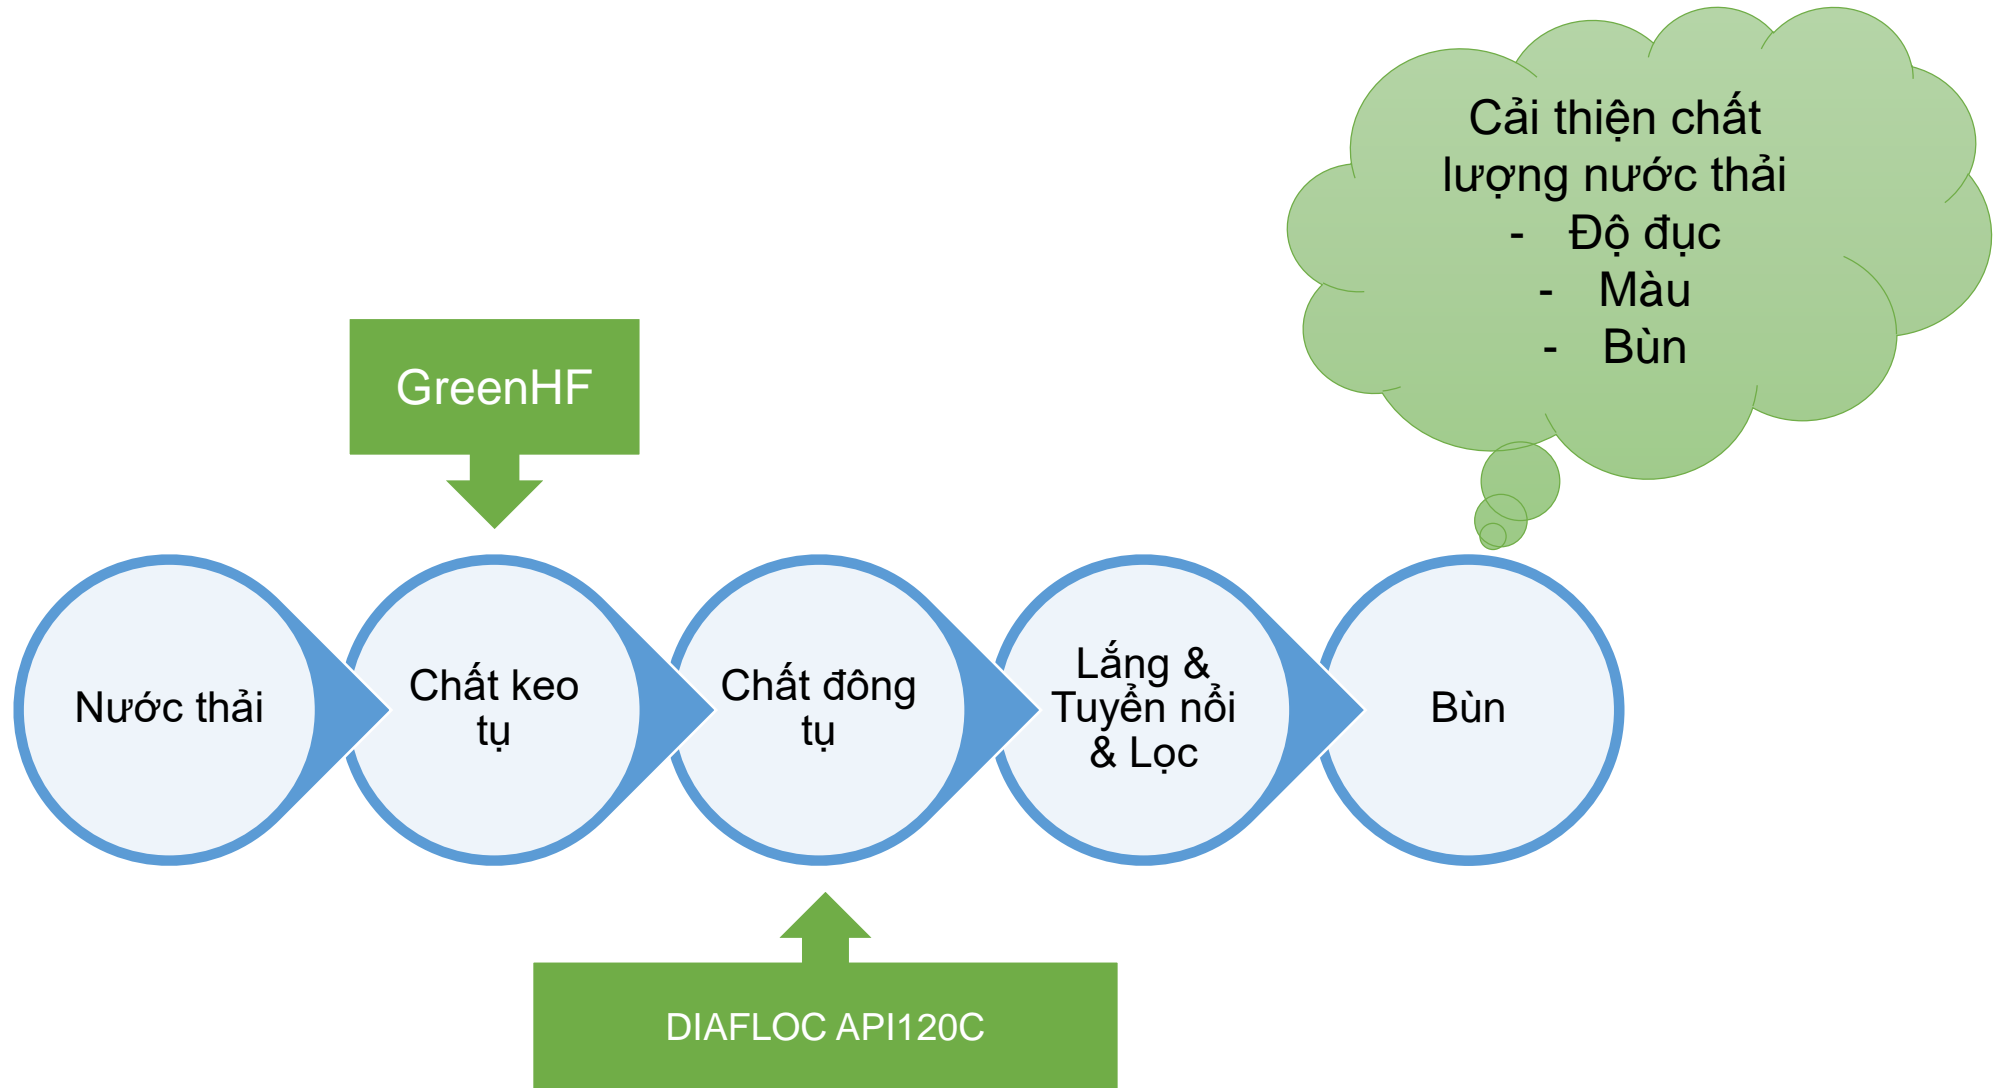 Cải thiện chất
lượng nước thải
- Độ đục
- Màu
- Bùn
GreenHF
Nước thải
Chất keo
tụ
Chất đông
tụ
Lắng &
Tuyển nổi
& Lọc
Bùn
DIAFLOC API120C